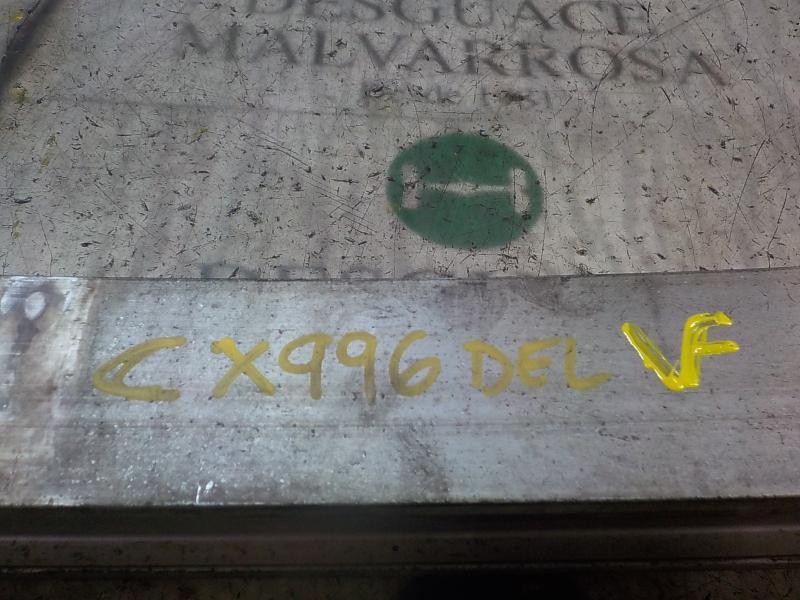 DESGUACE
MALVARROSA
CX996 DEL VF